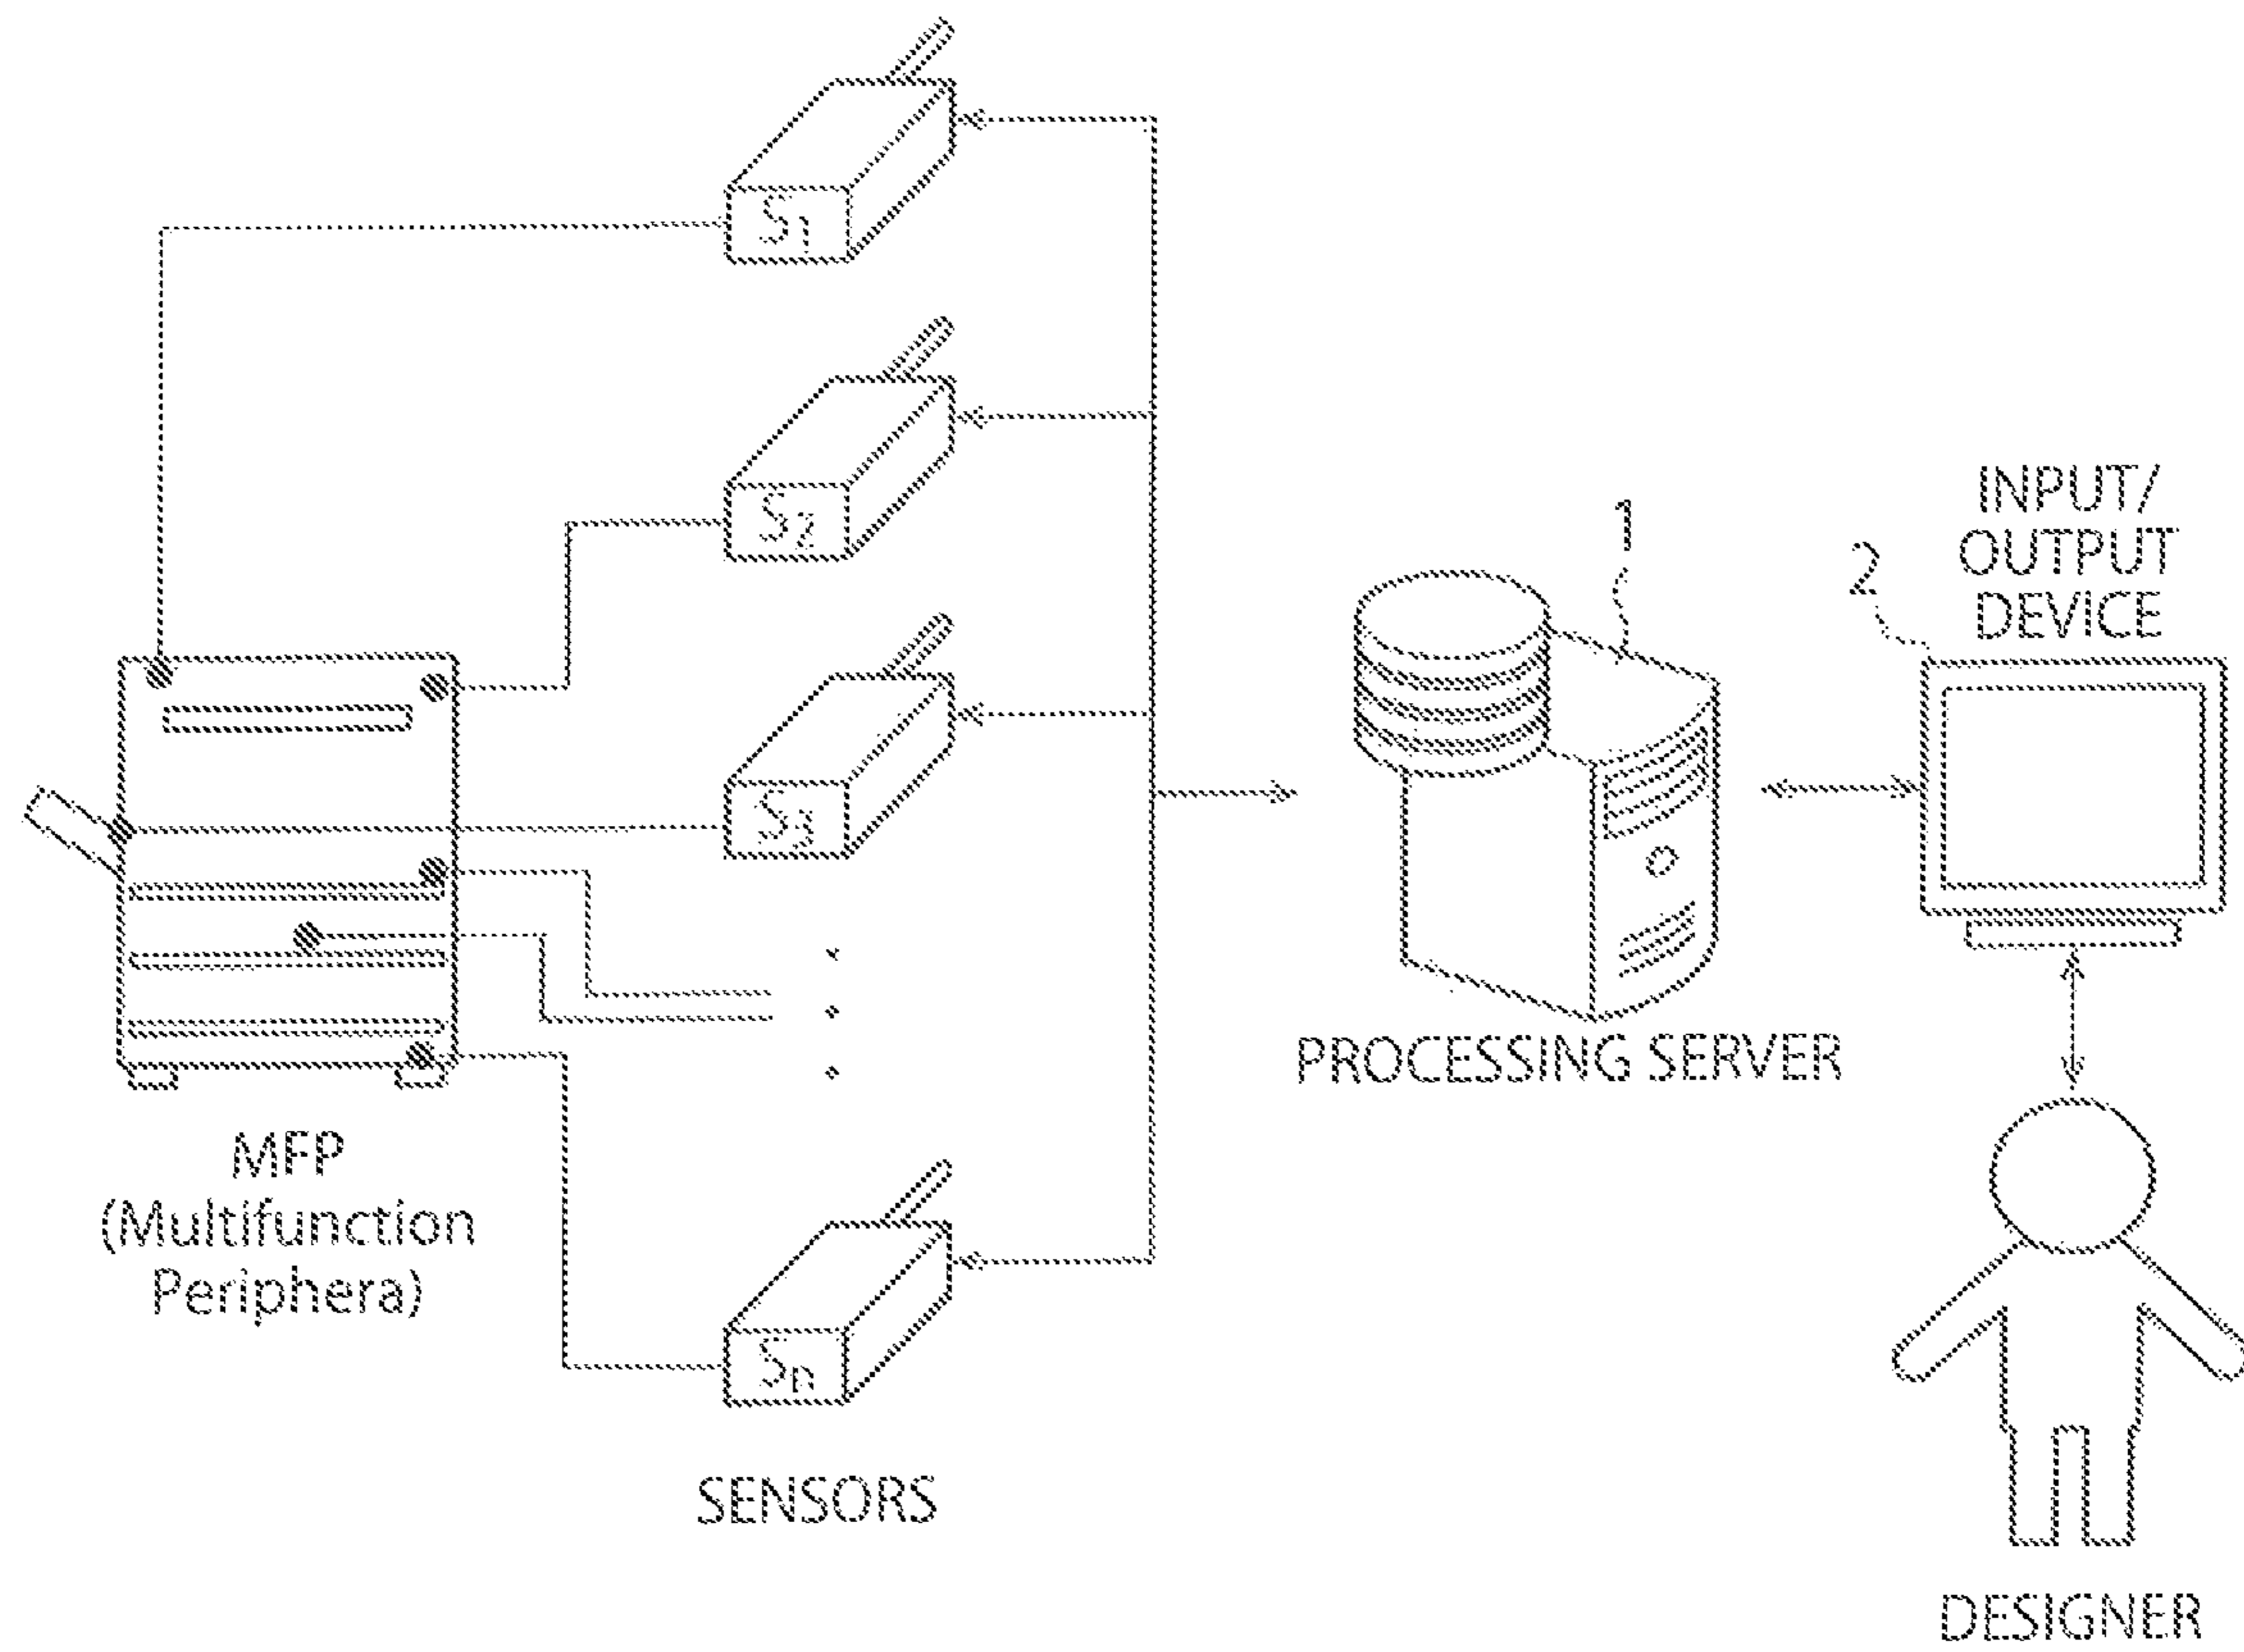 S1
S2
S3
Sn
SENSORS
MFP
(Multifunction
Periphera)
1
PROCESSING SERVER
2
INPUT/
OUTPUT
DEVICE
DESIGNER